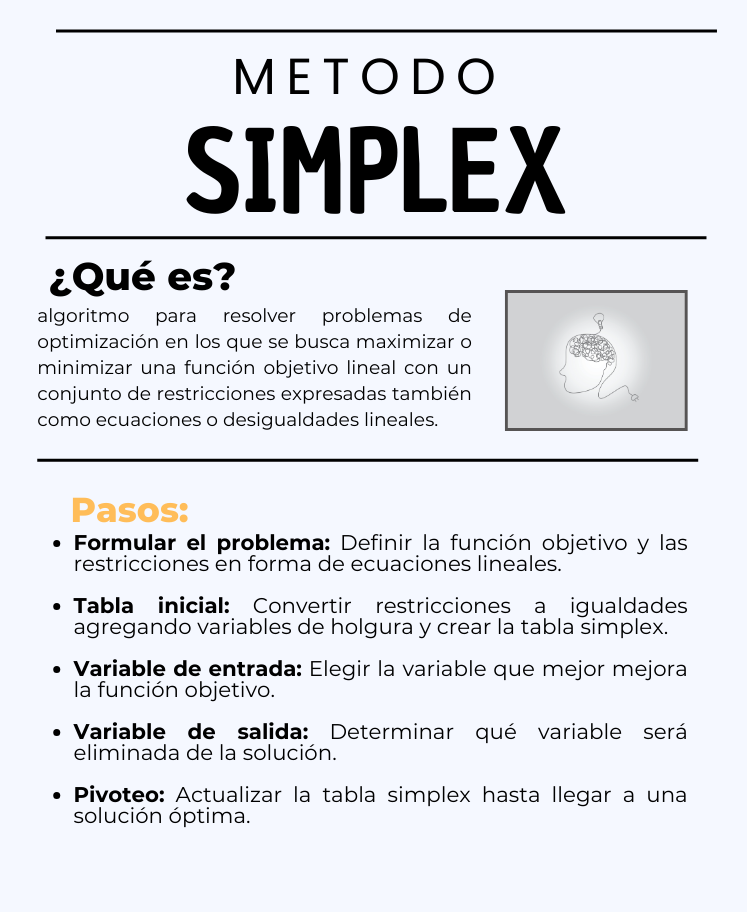 METODO
SIMPLEX
¿Qué es?
algoritmo para resolver problemas de
optimización en los que se busca maximizar o
minimizar una función objetivo lineal con un
conjunto de restricciones expresadas también
como ecuaciones o desigualdades lineales.
Pasos:
• Formular el problema: Definir la función objetivo y las
restricciones en forma de ecuaciones lineales.
• Tabla inicial: Convertir restricciones a igualdades
agregando variables de holgura y crear la tabla simplex.
• Variable de entrada: Elegir la variable que mejor mejora
la función objetivo.
• Variable de salida: Determinar qué variable será
eliminada de la solución.
• Pivoteo: Actualizar la tabla simplex hasta llegar a una
solución óptima.